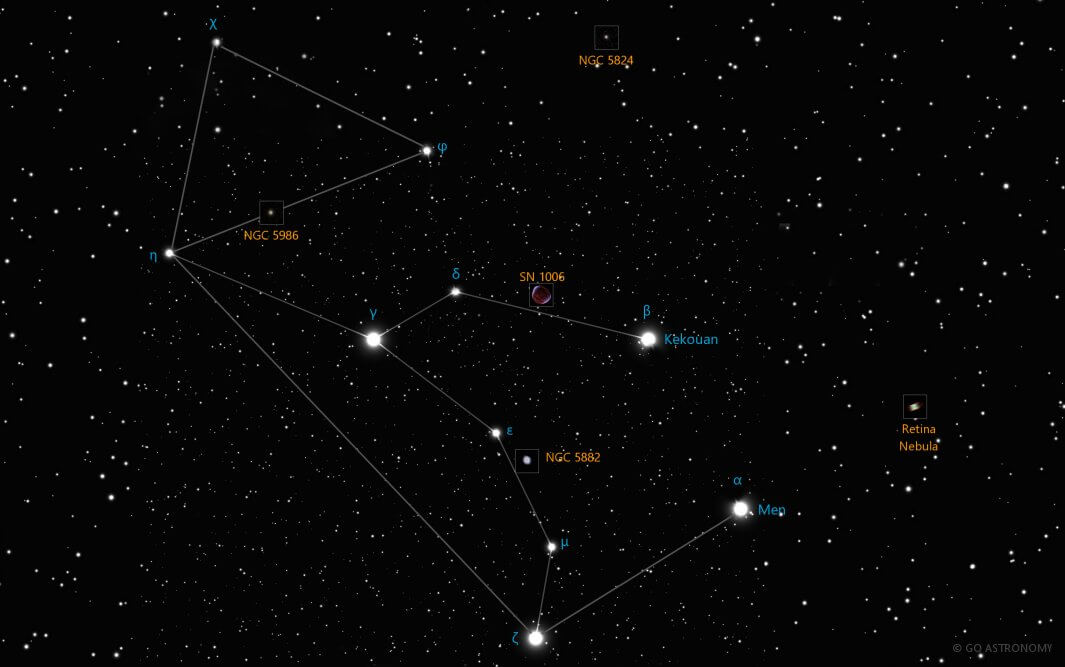 χ
NGC 5824
φ
NGC 5986
η
δ
SN 1006
γ
β
Kekouan
Retina
Nebula
ε
NGC 5882
α
Men
μ
ζ
© GO ASTRONOMY